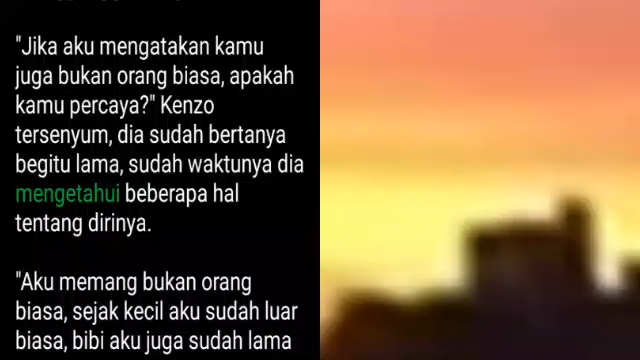 "Jika aku mengatakan kamu
juga bukan orang biasa, apakah
kamu percaya?" Kenzo
tersenyum, dia sudah bertanya
begitu lama, sudah waktunya dia
mengetahui beberapa hal
tentang dirinya.
"Aku memang bukan orang
biasa, sejak kecil aku sudah luar
biasa, bibi aku juga sudah lama